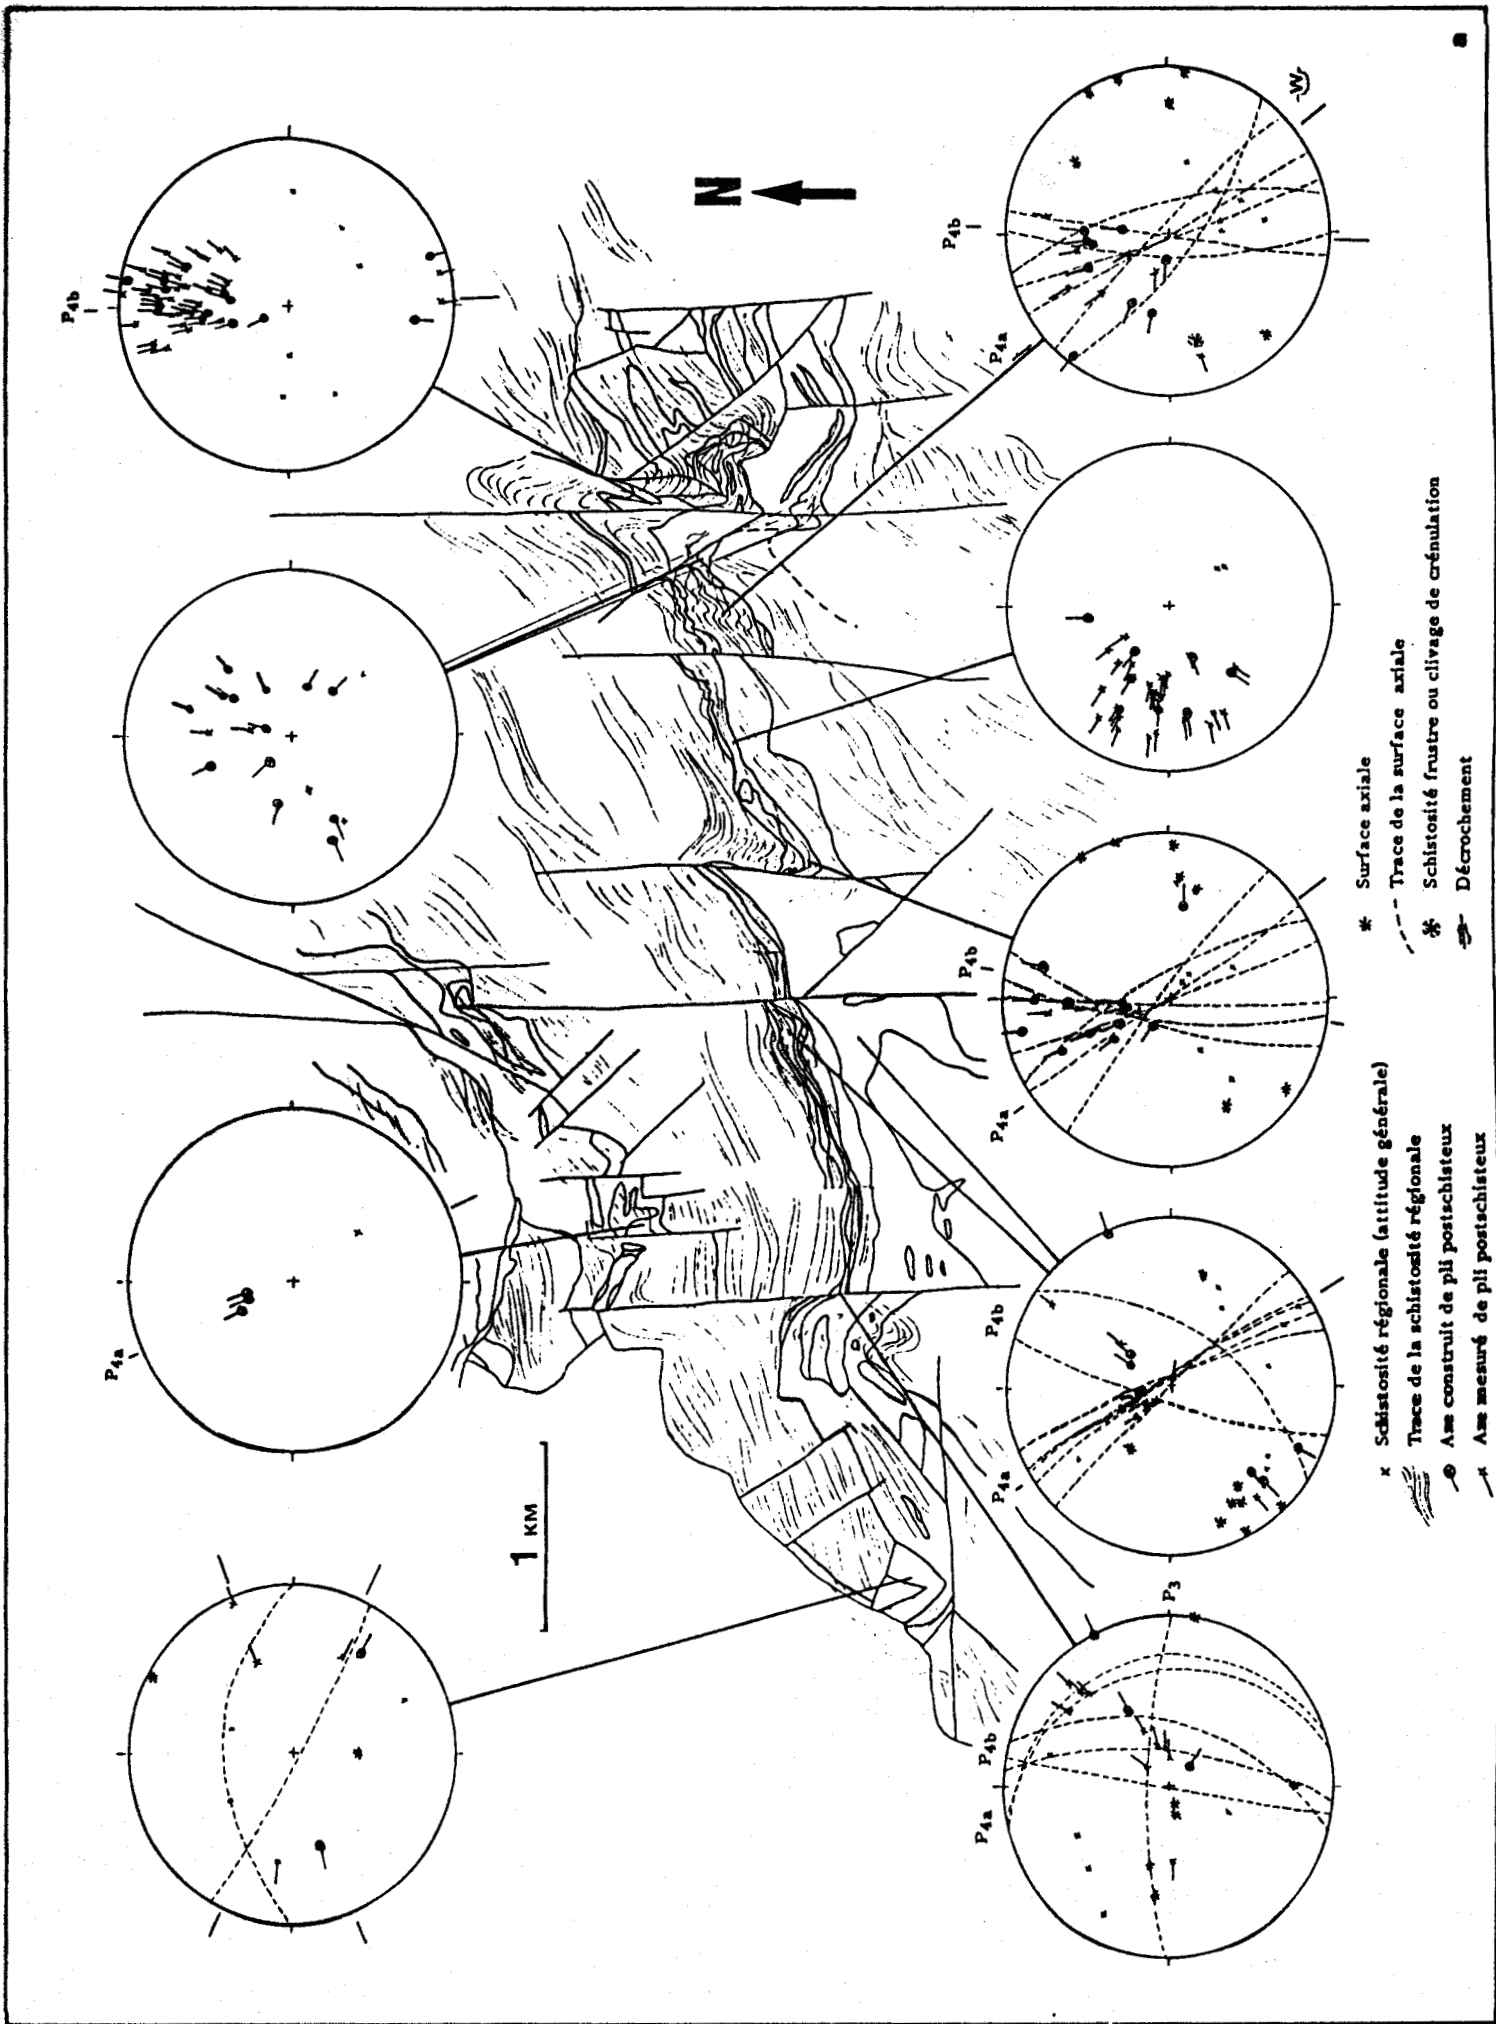 a
P4b
P4a
N
1 KM
W
P4b
P4a
P4b
P4a
P4b
P4a
P3
P4b
P4a
x Schistosité régionale (attitude générale)
Trace de la schistosité régionale
Axe construit de pli postschisteux
Axe mesuré de pli postschisteux
Surface axiale
Trace de la surface axiale
Schistosité frustre ou clivage de crénulation
Décrochement